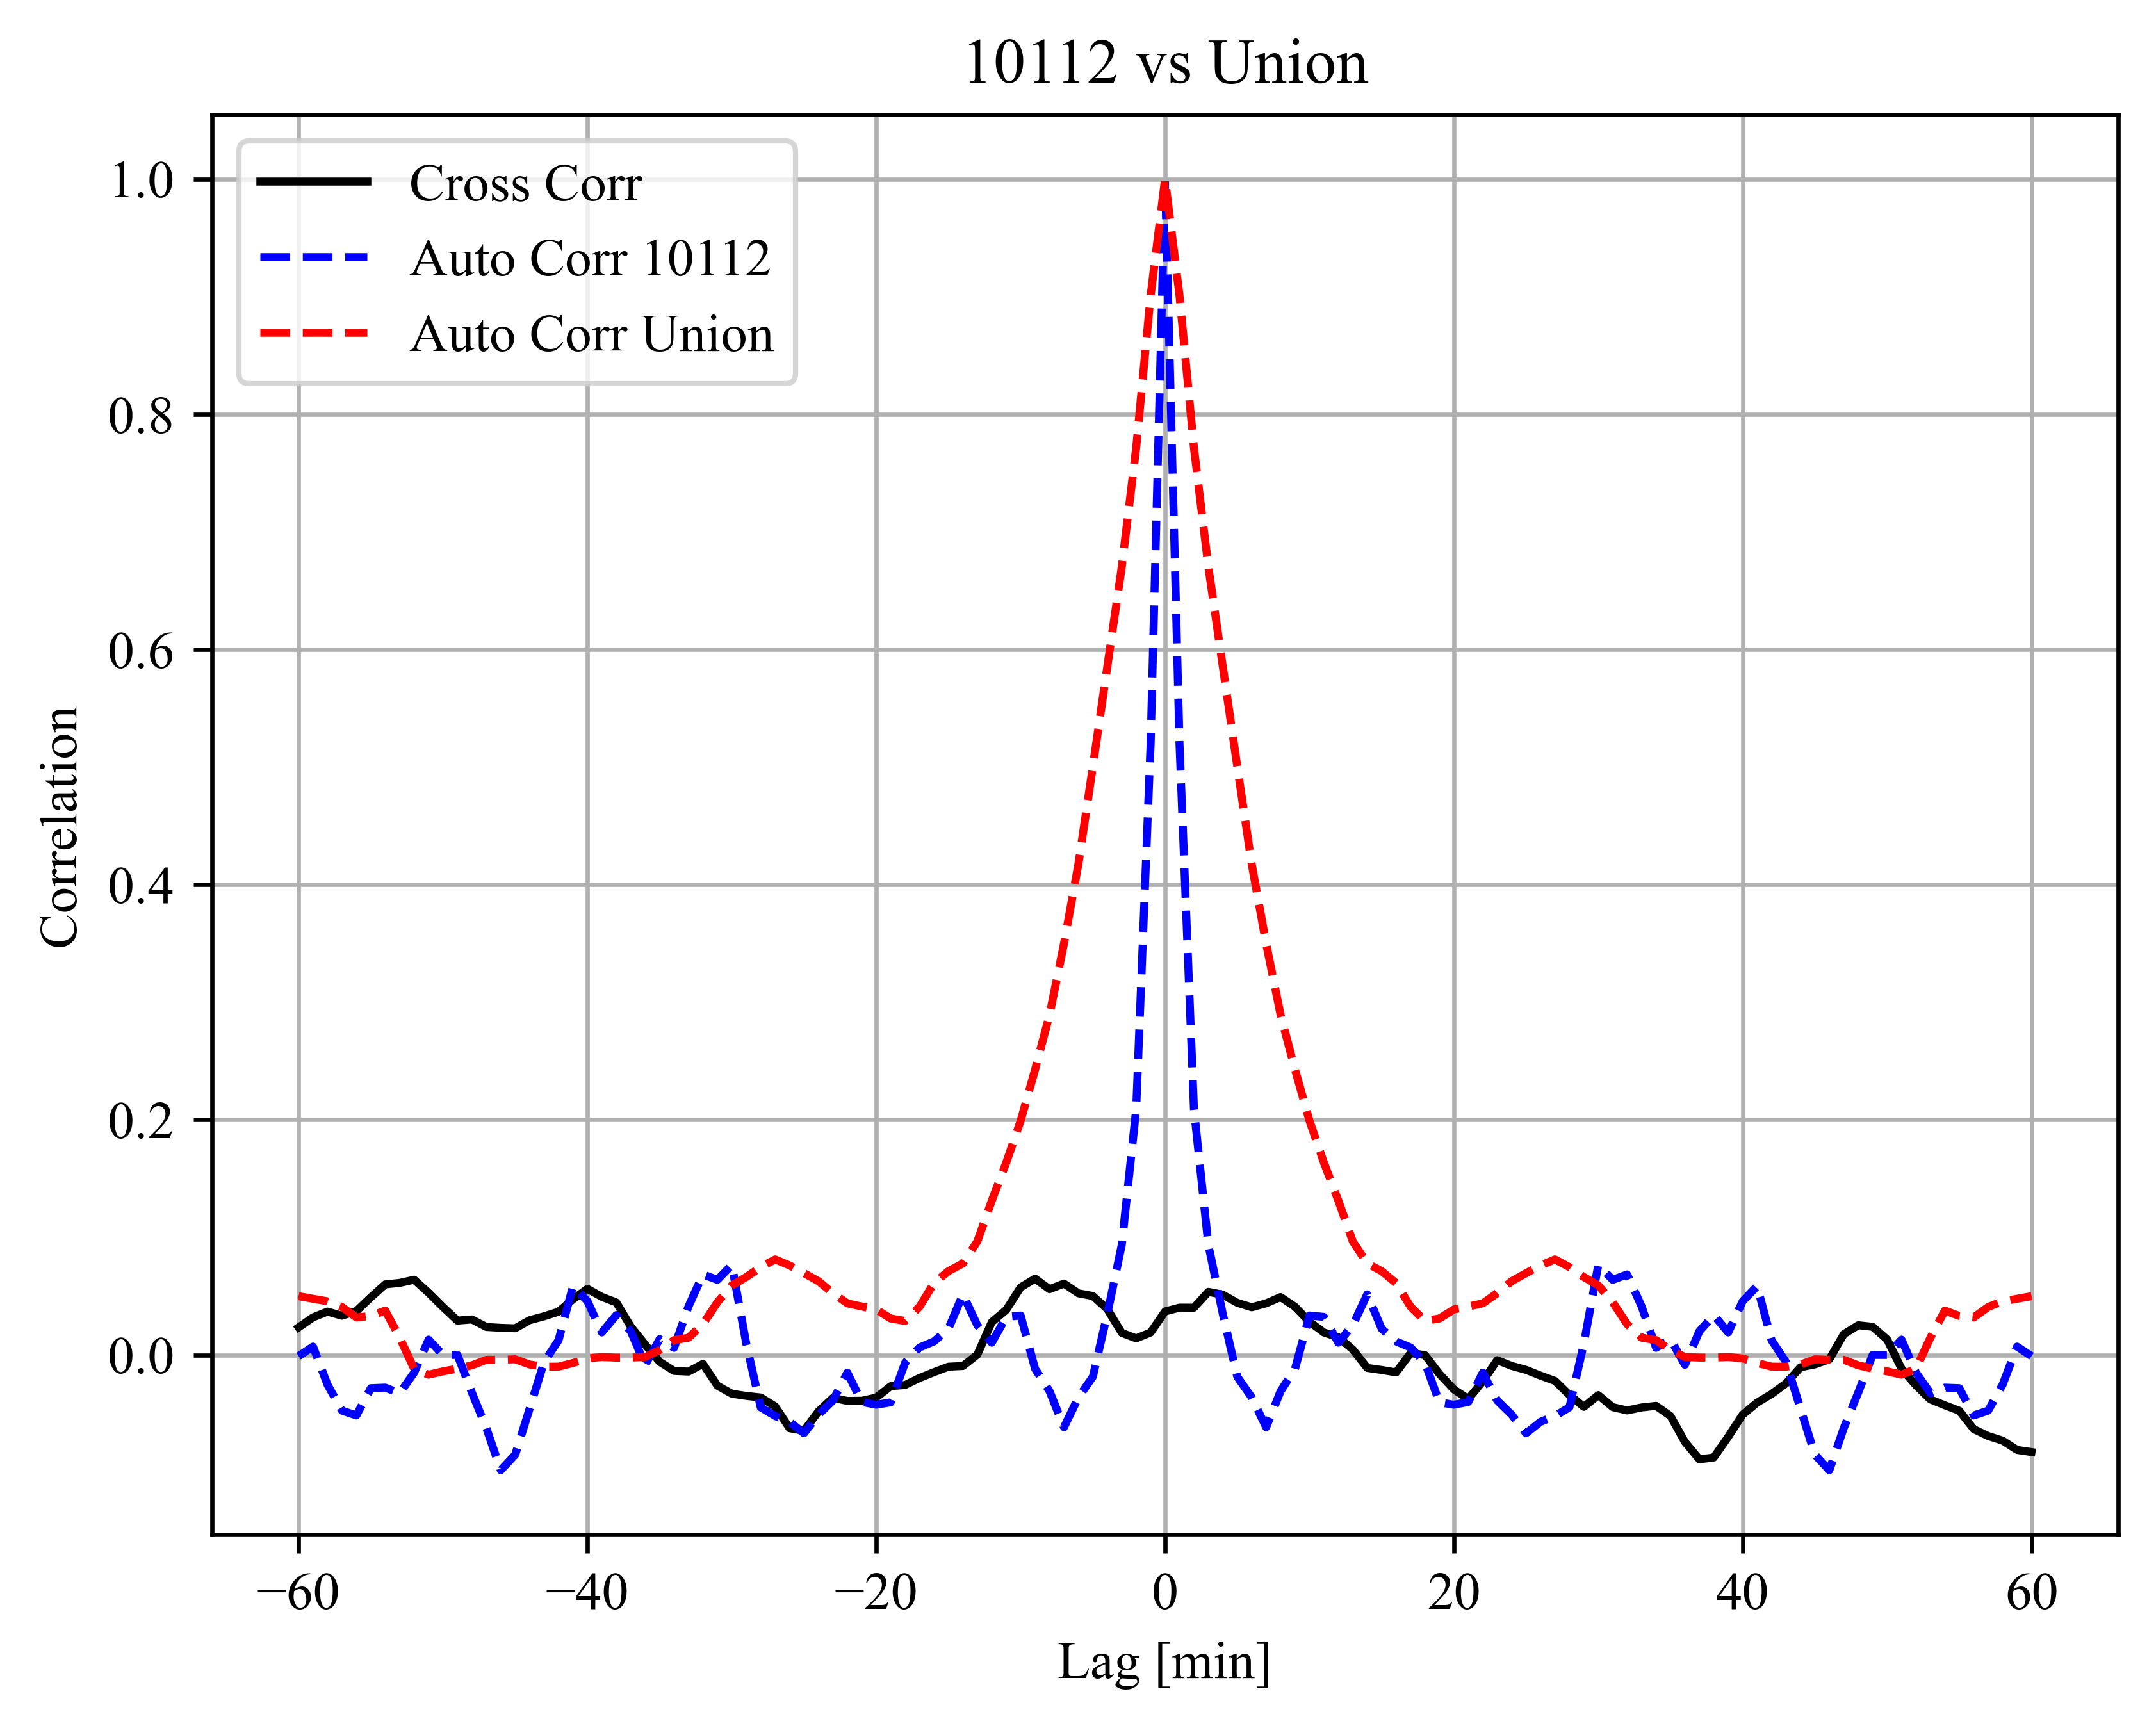 10112 vs Union
Cross Corr
Auto Corr 10112
Auto Corr Union
1.0
0.8
0.6
0.4
0.2
0.0
Correlation
−60 −40 −20 0 20 40 60
Lag [min]